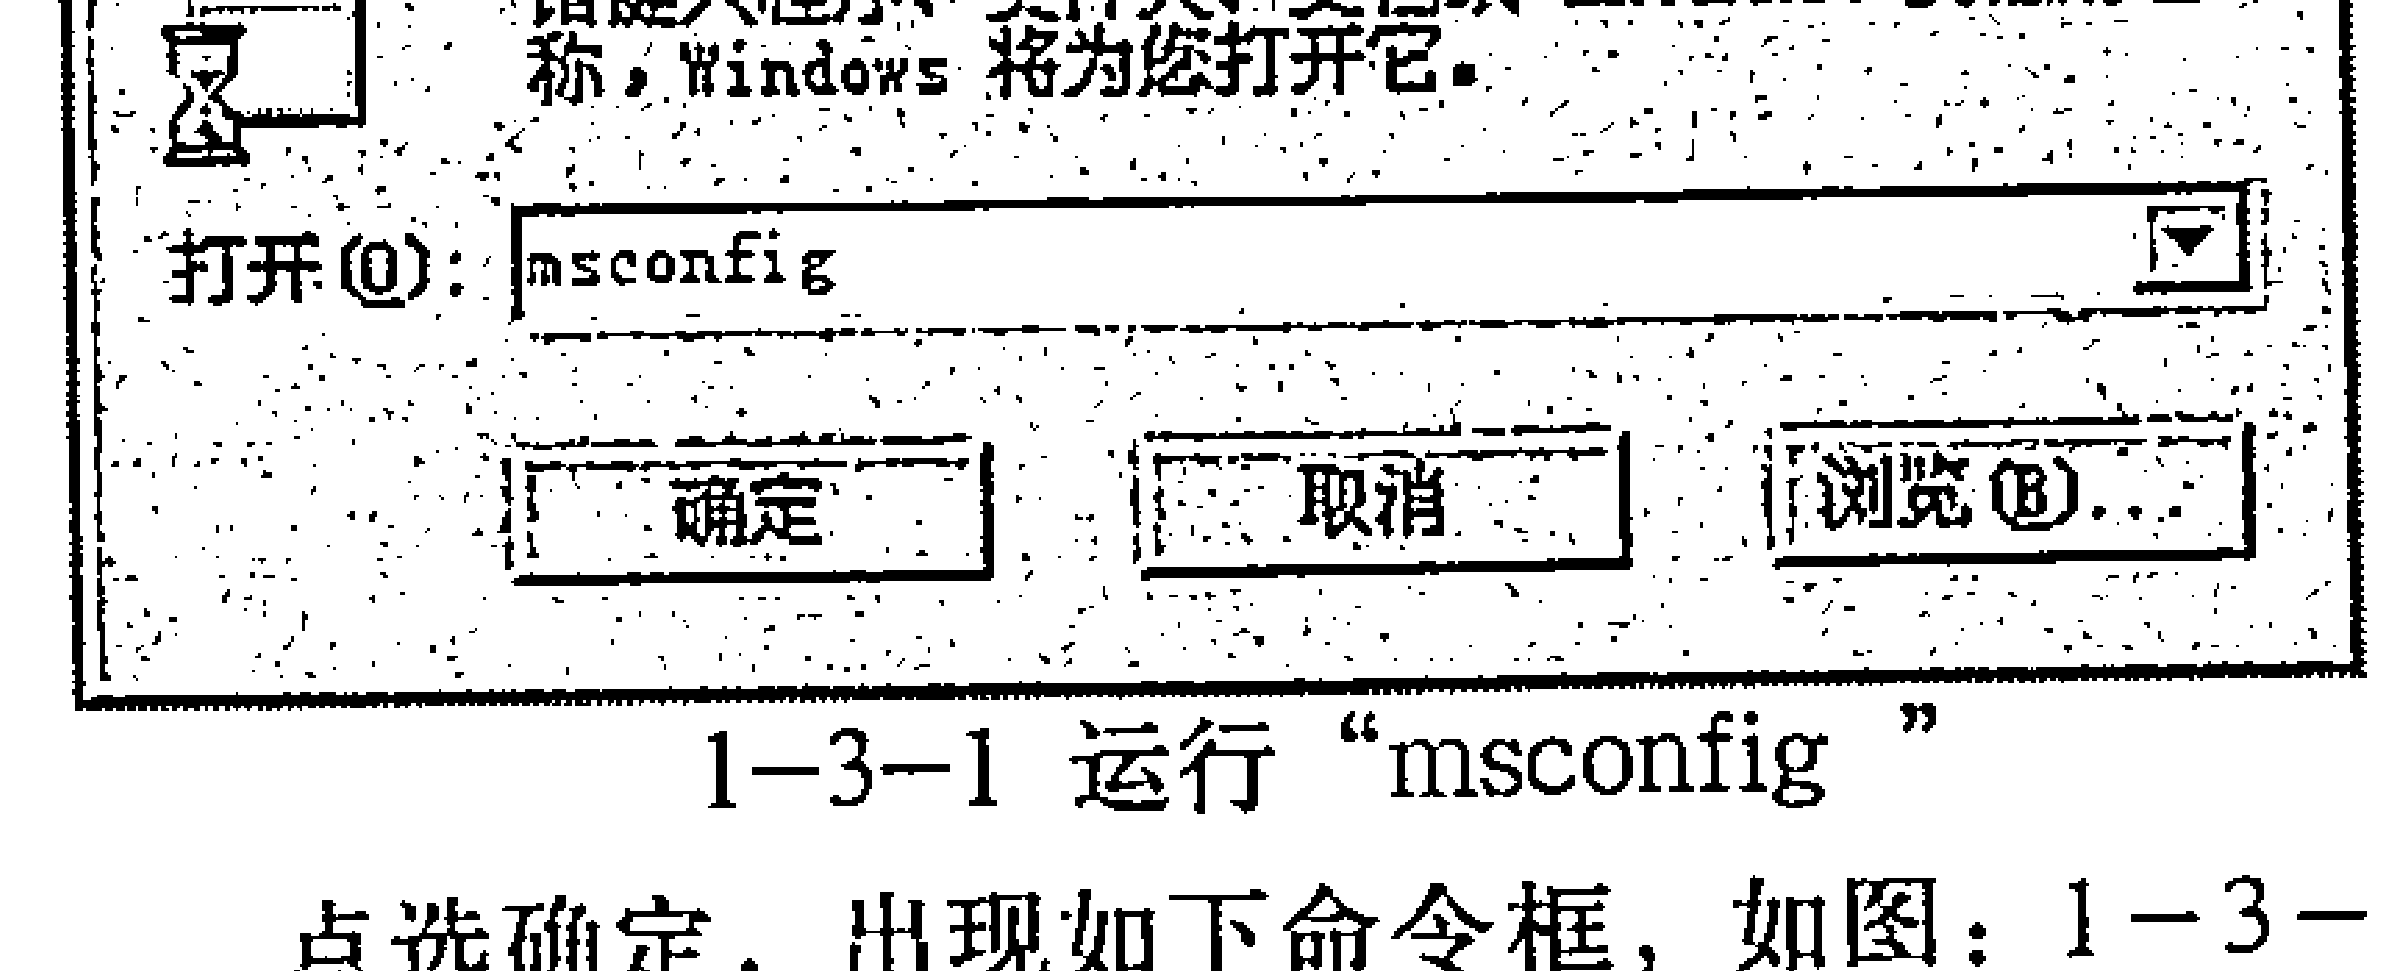 称，Windows 将为您打开它。
打开(O): msconfig
确定 取消 浏览(B)...
1-3-1 运行 “msconfig ”
点选确定，出现如下命令框，如图：1-3-